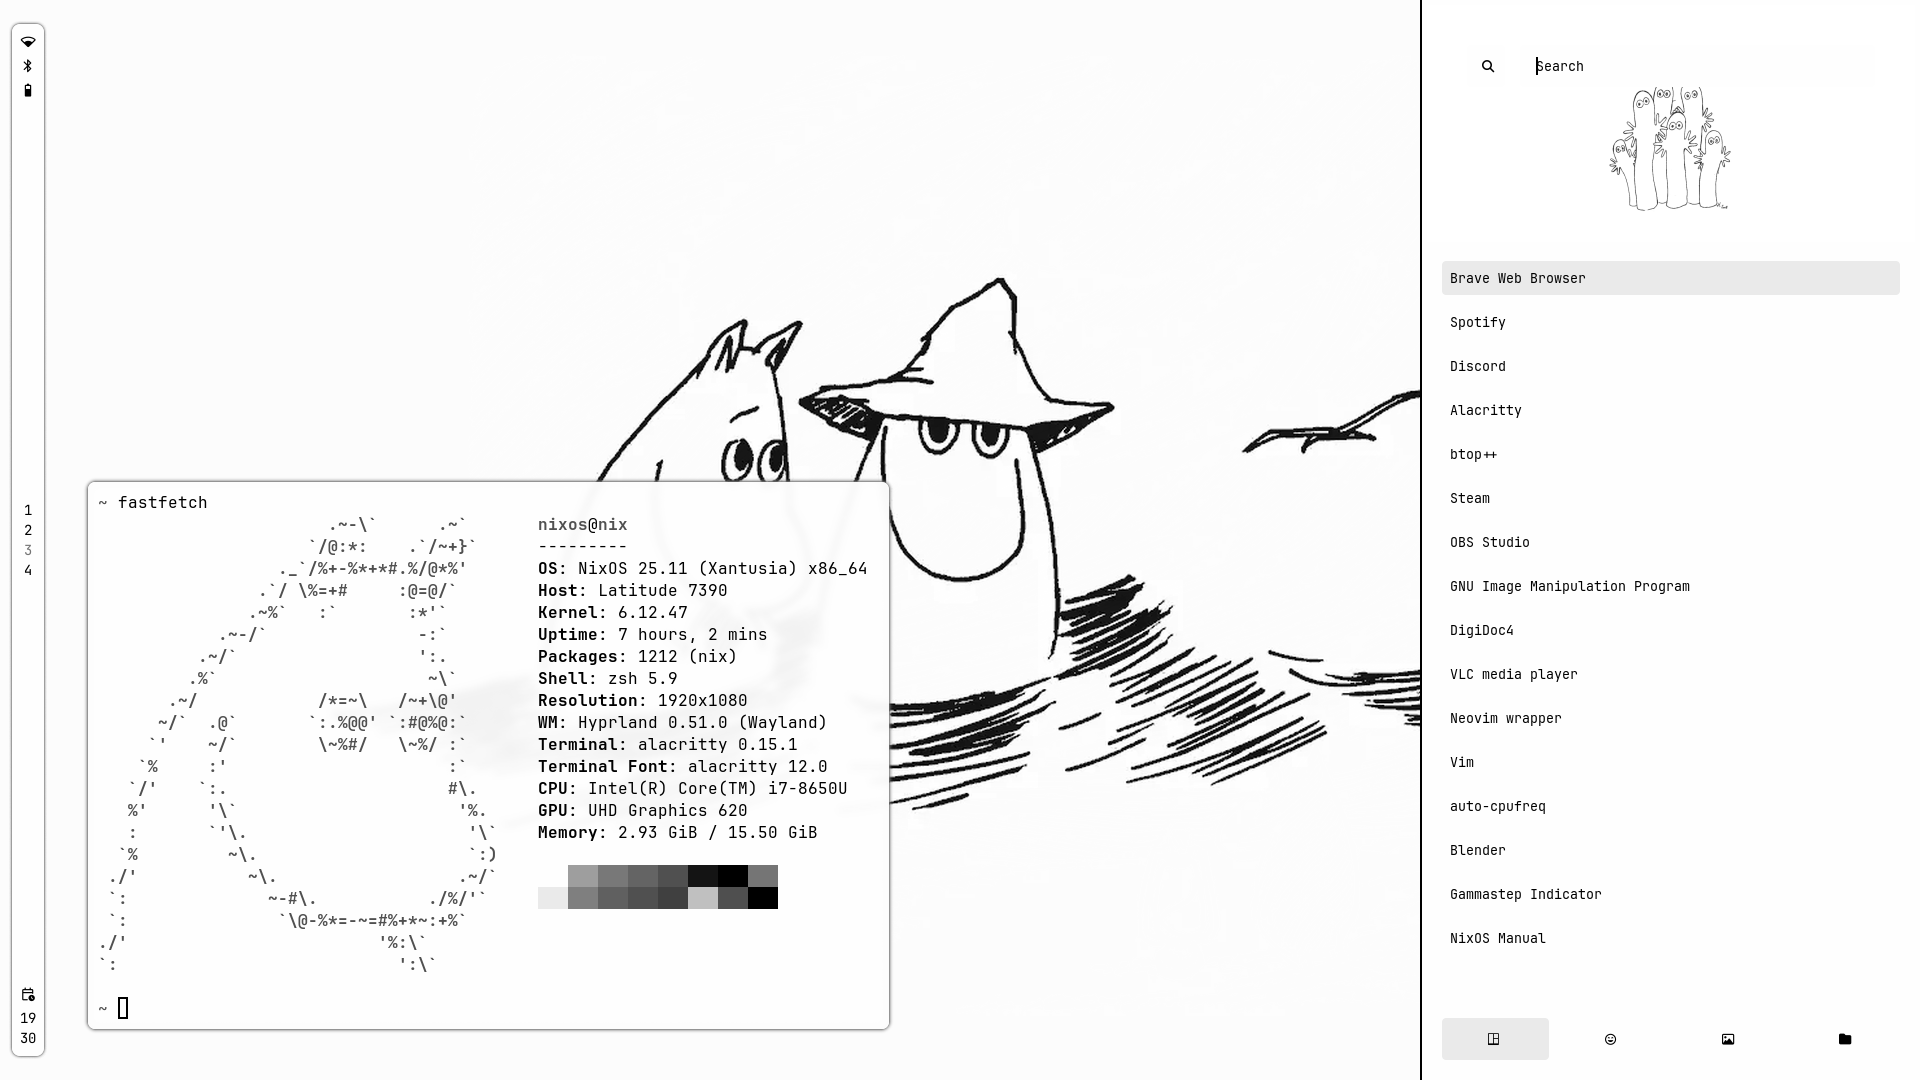 1
2
3
4
19
30
~ fastfetch
nixos@nix
---------
OS: NixOS 25.11 (Xantusia) x86_64
Host: Latitude 7390
Kernel: 6.12.47
Uptime: 7 hours, 2 mins
Packages: 1212 (nix)
Shell: zsh 5.9
Resolution: 1920x1080
WM: Hyprland 0.51.0 (Wayland)
Terminal: alacritty 0.15.1
Terminal Font: alacritty 12.0
CPU: Intel(R) Core(TM) i7-8650U
GPU: UHD Graphics 620
Memory: 2.93 GiB / 15.50 GiB
~
Search
Brave Web Browser
Spotify
Discord
Alacritty
btop++
Steam
OBS Studio
GNU Image Manipulation Program
DigiDoc4
VLC media player
Neovim wrapper
Vim
auto-cpufreq
Blender
Gammastep Indicator
NixOS Manual